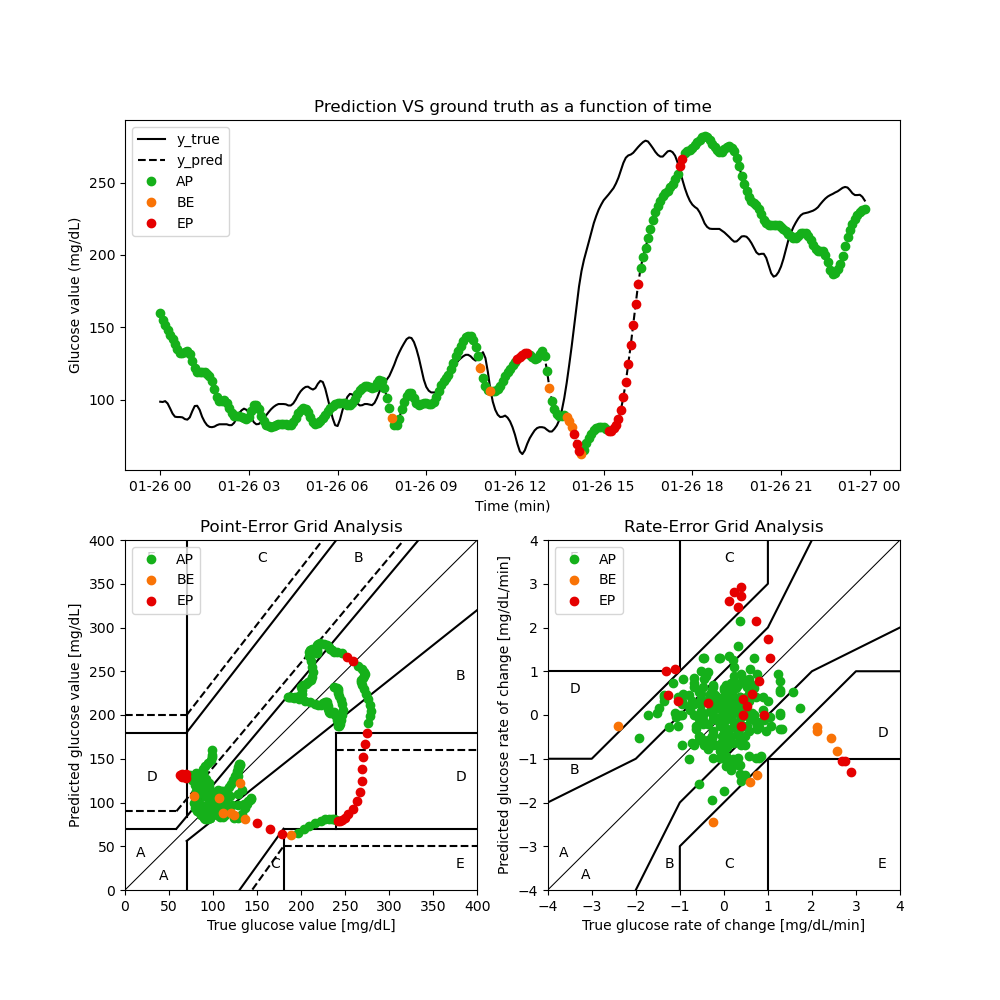 Prediction VS ground truth as a function of time
y_true
y_pred
AP
BE
EP
Glucose value (mg/dL)
250
200
150
100
01-26 00 01-26 03 01-26 06 01-26 09 01-26 12 01-26 15 01-26 18 01-26 21 01-27 00
Time (min)
Point-Error Grid Analysis
AP
BE
EP
C
B
B
D
D
A
A
C
E
Predicted glucose value [mg/dL]
400
350
300
250
200
150
100
50
0
0 50 100 150 200 250 300 350 400
True glucose value [mg/dL]
Rate-Error Grid Analysis
AP
BE
EP
C
D
D
B
A
A
B
C
E
Predicted glucose rate of change [mg/dL/min]
4
3
2
1
0
−1
−2
−3
−4
−4 −3 −2 −1 0 1 2 3 4
True glucose rate of change [mg/dL/min]